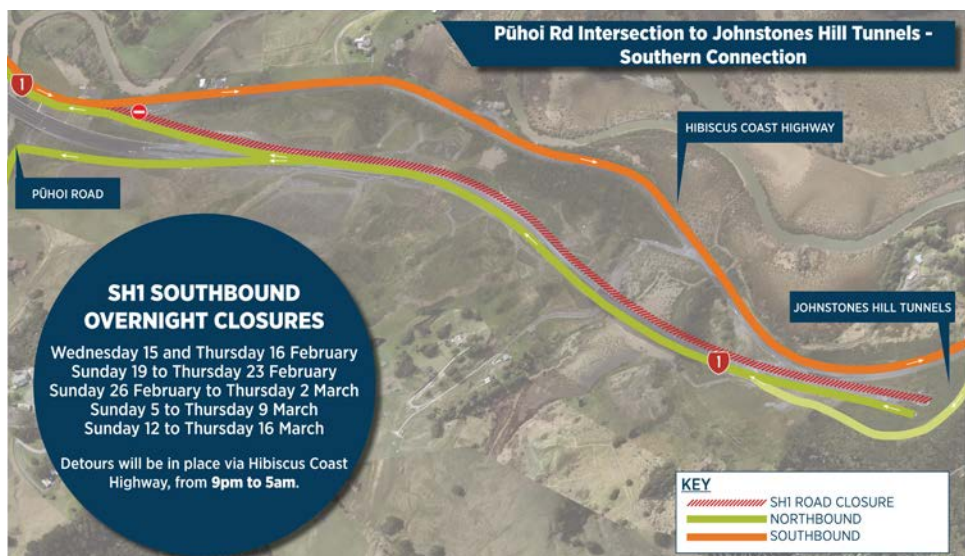 Pūhoi Rd Intersection to Johnstones Hill Tunnels -
Southern Connection
1
HIBISCUS COAST HIGHWAY
PŪHOI ROAD
SH1 SOUTHBOUND
OVERNIGHT CLOSURES
Wednesday 15 and Thursday 16 February
Sunday 19 to Thursday 23 February
Sunday 26 February to Thursday 2 March
Sunday 5 to Thursday 9 March
Sunday 12 to Thursday 16 March
Detours will be in place via Hibiscus Coast
Highway, from 9pm to 5am.
JOHNSTONES HILL TUNNELS
1
KEY
SH1 ROAD CLOSURE
NORTHBOUND
SOUTHBOUND